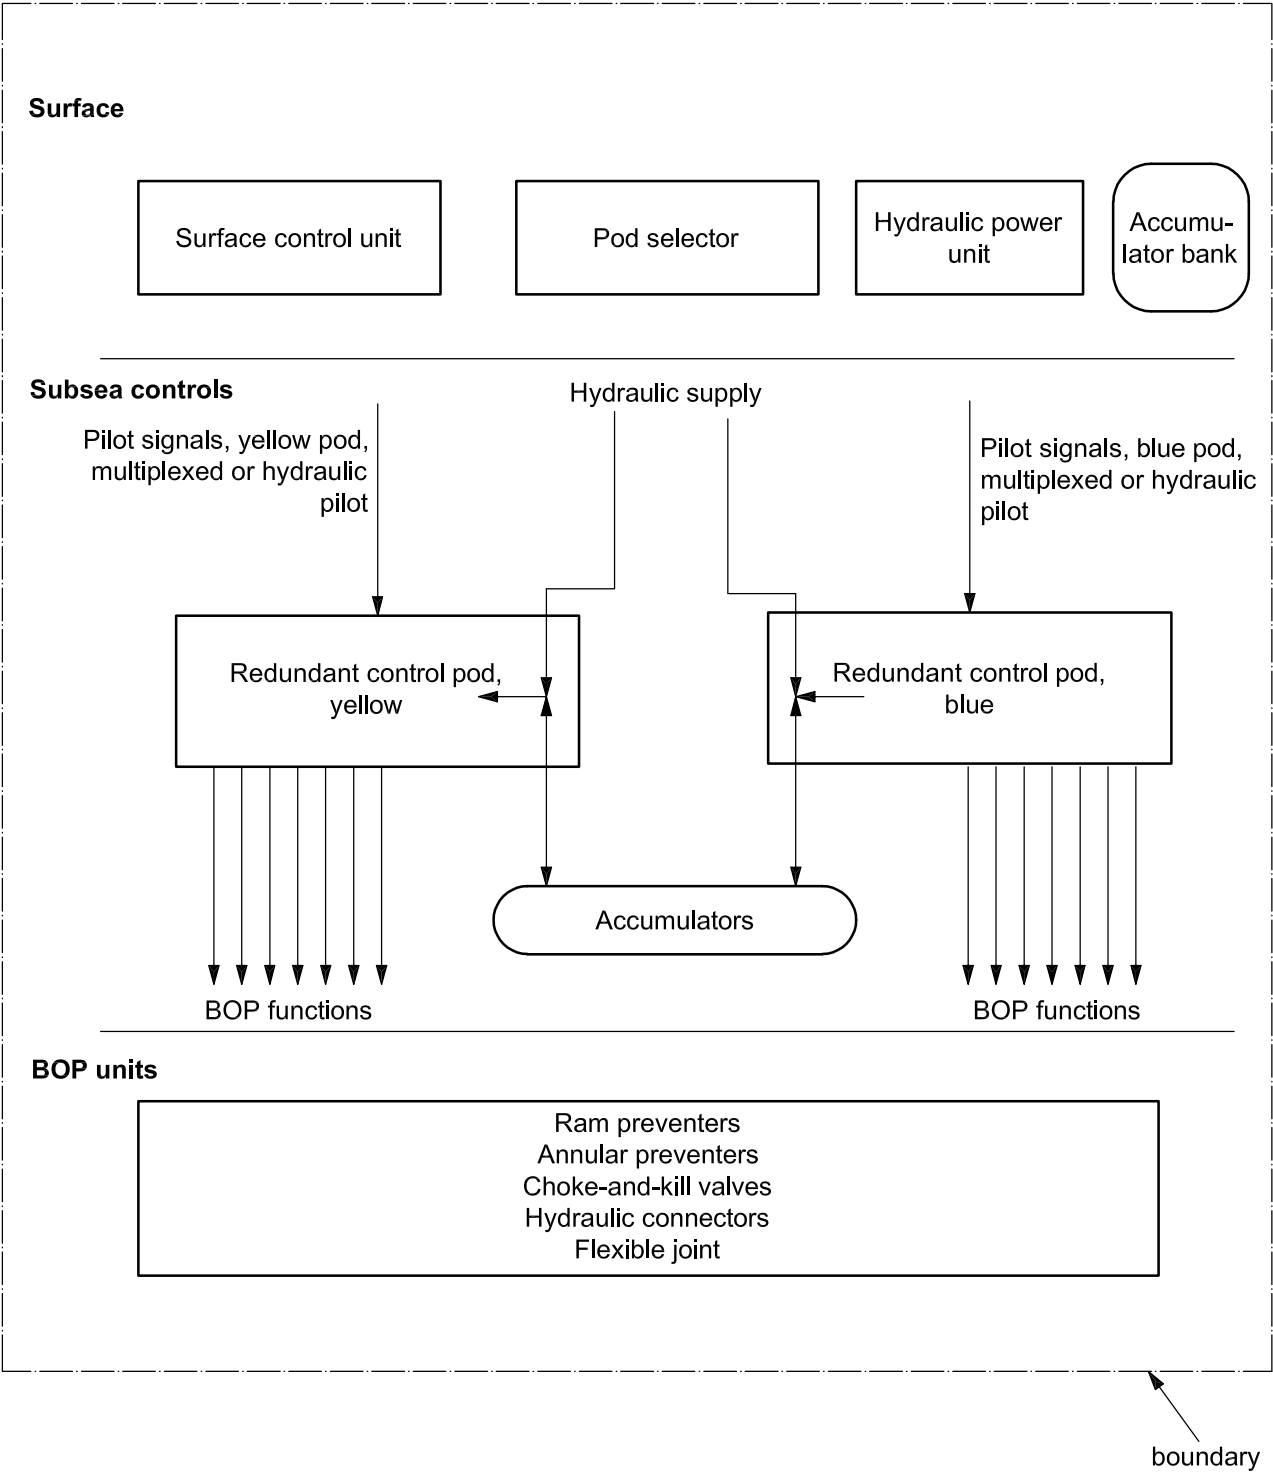 Surface
Surface control unit
Pod selector
Hydraulic power
unit
Accumu-
lator bank
Subsea controls
Hydraulic supply
Pilot signals, yellow pod,
multiplexed or hydraulic
pilot
Pilot signals, blue pod,
multiplexed or hydraulic
pilot
Redundant control pod,
yellow
Redundant control pod,
blue
Accumulators
BOP functions
BOP functions
BOP units
Ram preventers
Annular preventers
Choke-and-kill valves
Hydraulic connectors
Flexible joint
boundary